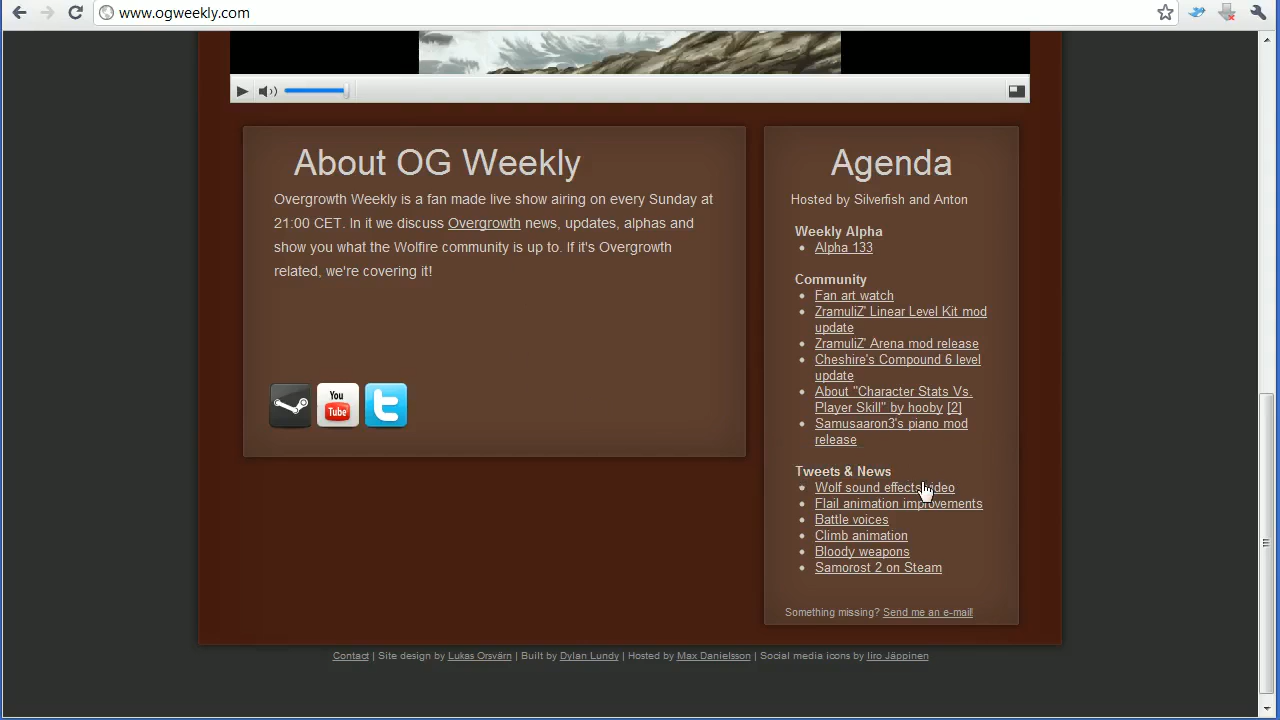 www.ogweekly.com
About OG Weekly
Overgrowth Weekly is a fan made live show airing on every Sunday at
21:00 CET. In it we discuss Overgrowth news, updates, alphas and
show you what the Wolfire community is up to. If it's Overgrowth
related, we're covering it!
You
Tube
Agenda
Hosted by Silverfish and Anton
Weekly Alpha
Alpha 133
Community
Fan art watch
ZramuliZ' Linear Level Kit mod
update
ZramuliZ' Arena mod release
Cheshire's Compound 6 level
update
About "Character Stats Vs.
Player Skill" by hooby [2]
Samusaaron3's piano mod
release
Tweets & News
Wolf sound effects video
Flail animation improvements
Battle voices
Climb animation
Bloody weapons
Samorost 2 on Steam
Something missing? Send me an e-mail!
Contact | Site design by Lukas Orsvärn | Built by Dylan Lundy | Hosted by Max Danielsson | Social media icons by Iiro Jäppinen